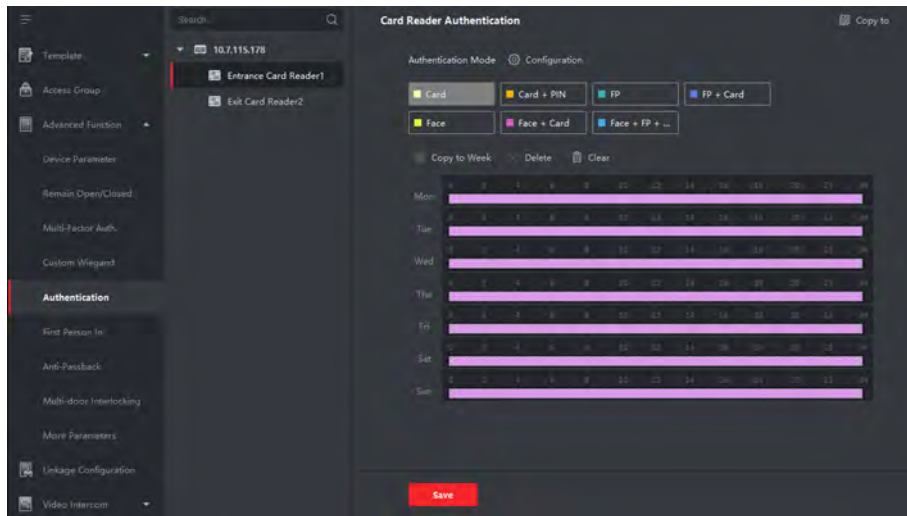 Search...
Card Reader Authentication
Copy to
Template
10.7.115.178
Authentication Mode
Configuration
Entrance Card Reader1
Access Group
Card
Card + PIN
FP
FP + Card
Exit Card Reader2
Advanced Function
Face
Face + Card
Face + FP + ...
Device Parameter
Copy to Week
Delete
Clear
Remain Open/Closed
Mon
Multi-Factor Auth.
Tue
Custom Wiegand
Wed
Authentication
Thu
First Person In
Fri
Anti-Passback
Sat
Multi-door Interlocking
Sun
More Parameters
Linkage Configuration
Save
Video Intercom